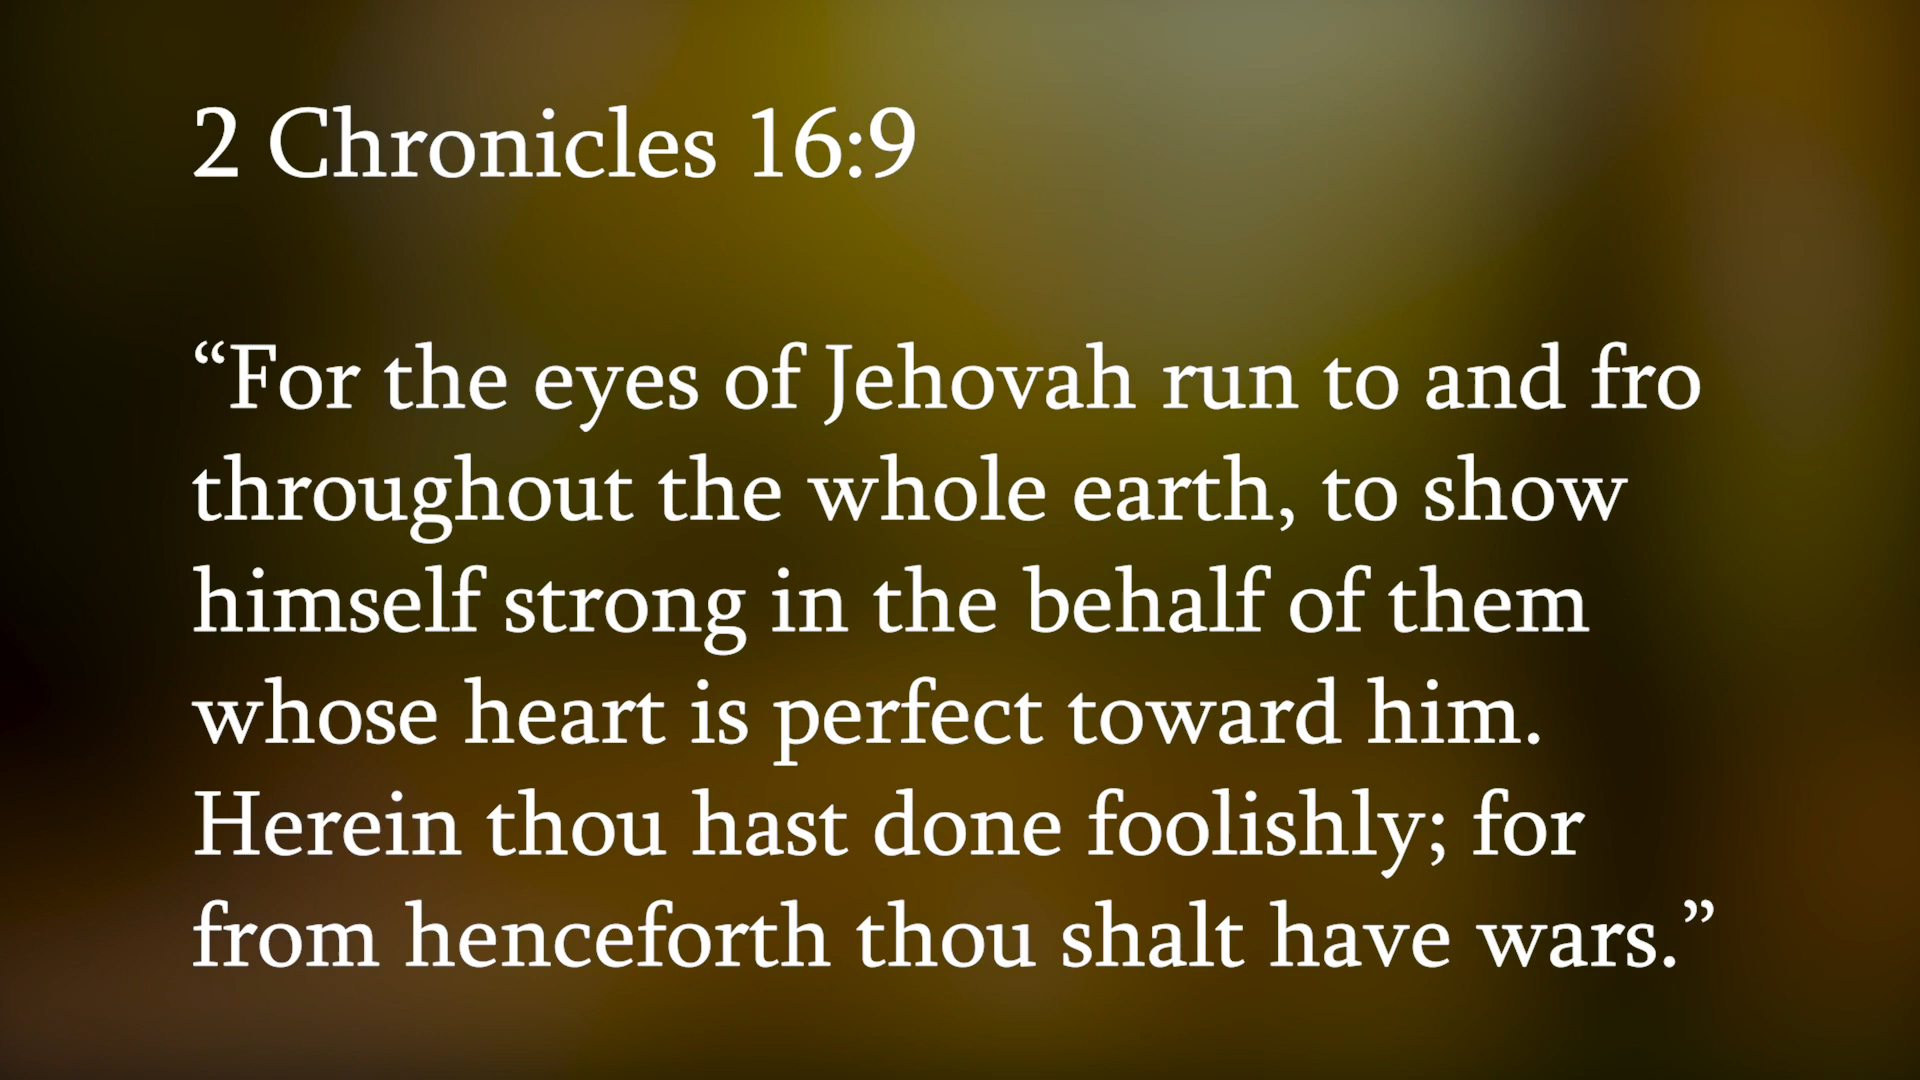 2 Chronicles 16:9
“For the eyes of Jehovah run to and fro
throughout the whole earth, to show
himself strong in the behalf of them
whose heart is perfect toward him.
Herein thou hast done foolishly; for
from henceforth thou shalt have wars.”